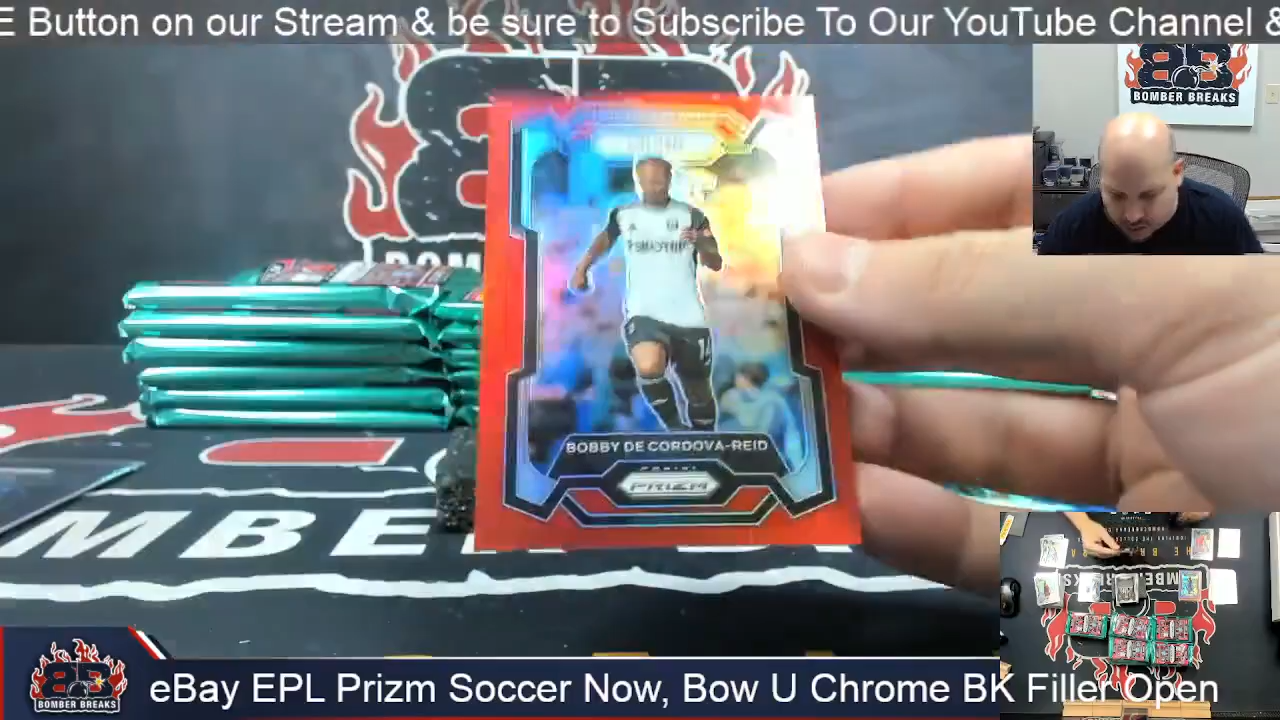 E Button on our Stream & be sure to Subscribe To Our YouTube Channel &
BOMBER BREAKS
BOBBY DE CORDOVA-REID
PANINI
PRIZM
BOMBER BREAKS
eBay EPL Prizm Soccer Now, Bow U Chrome BK Filler Open